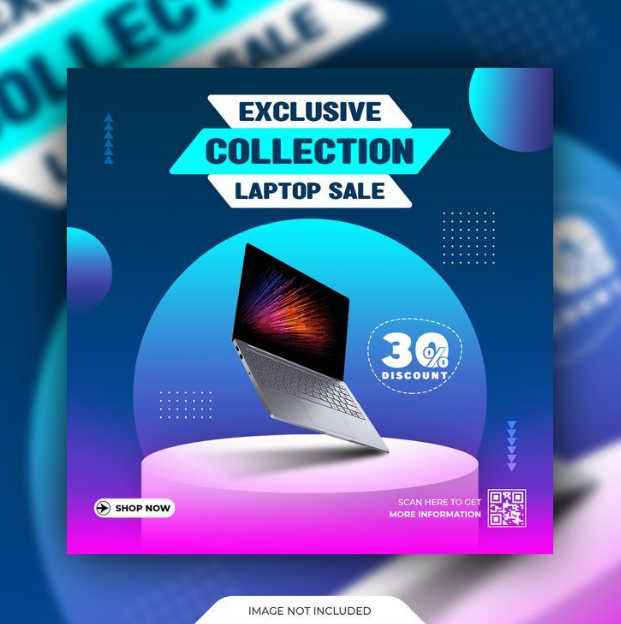 EXCLUSIVE
COLLECTION
LAPTOP SALE
30%
DISCOUNT
SHOP NOW
SCAN HERE TO GET
MORE INFORMATION
IMAGE NOT INCLUDED